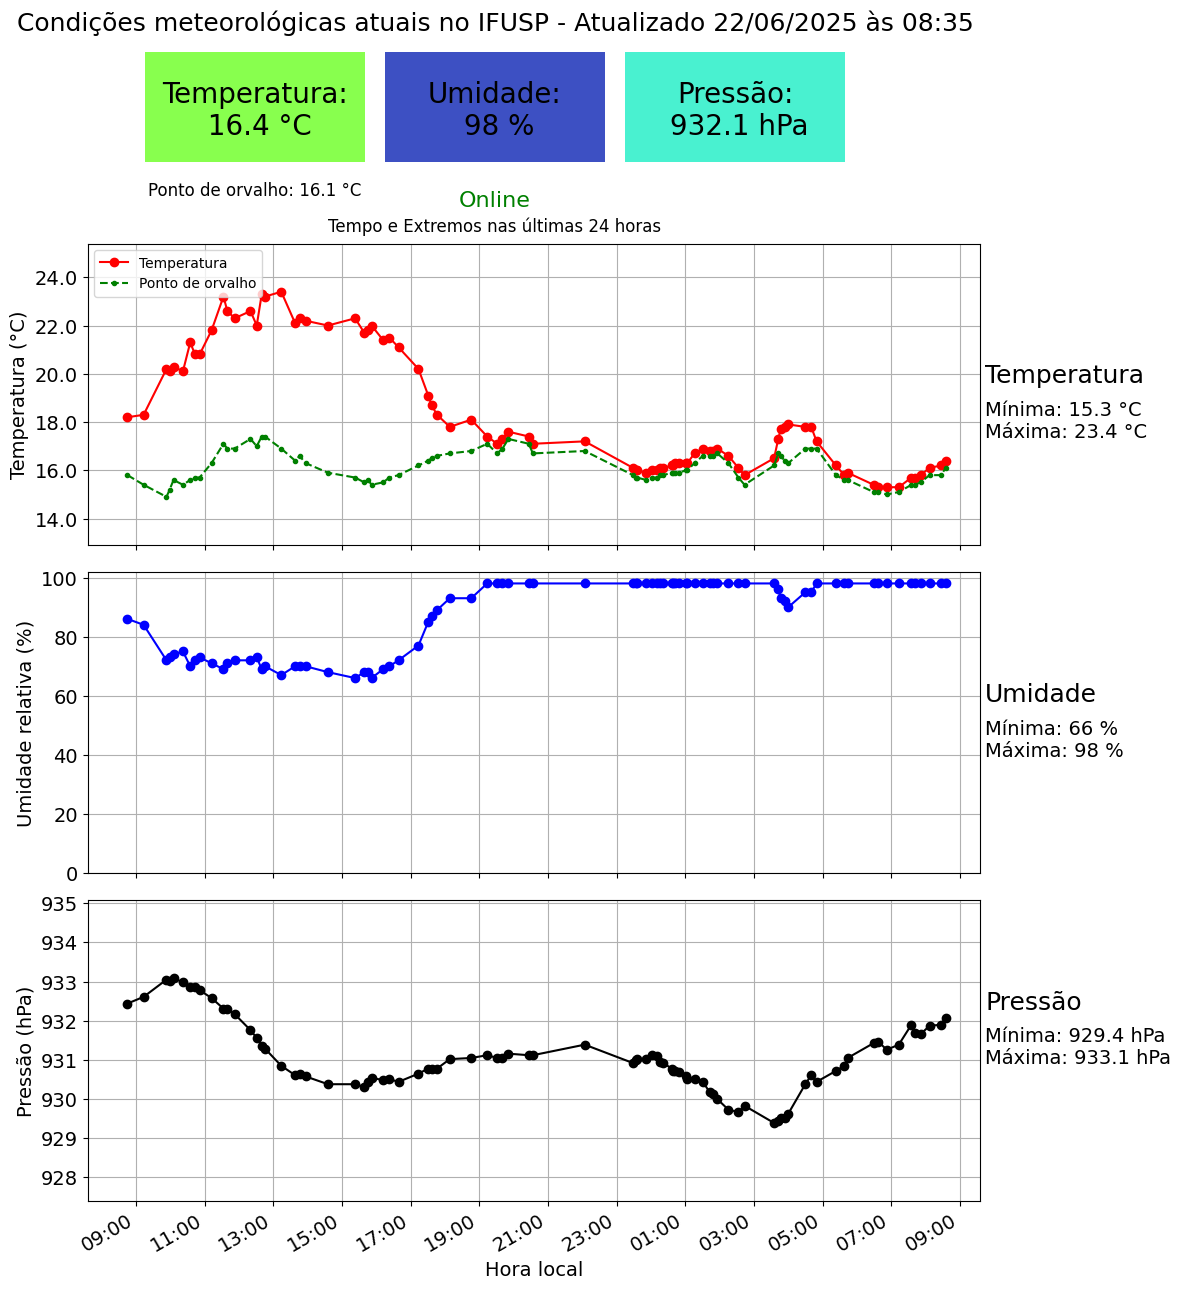 Condições meteorológicas atuais no IFUSP - Atualizado 22/06/2025 às 08:35
Temperatura:
16.4 °C
Umidade:
98 %
Pressão:
932.1 hPa
Ponto de orvalho: 16.1 °C
Online
Tempo e Extremos nas últimas 24 horas
Temperatura
Ponto de orvalho
Temperatura (°C)
24.0
22.0
20.0
18.0
16.0
14.0
Temperatura
Mínima: 15.3 °C
Máxima: 23.4 °C
Umidade relativa (%)
100
80
60
40
20
0
Umidade
Mínima: 66 %
Máxima: 98 %
Pressão (hPa)
935
934
933
932
931
930
929
928
Pressão
Mínima: 929.4 hPa
Máxima: 933.1 hPa
09:00 11:00 13:00 15:00 17:00 19:00 21:00 23:00 01:00 03:00 05:00 07:00 09:00
Hora local